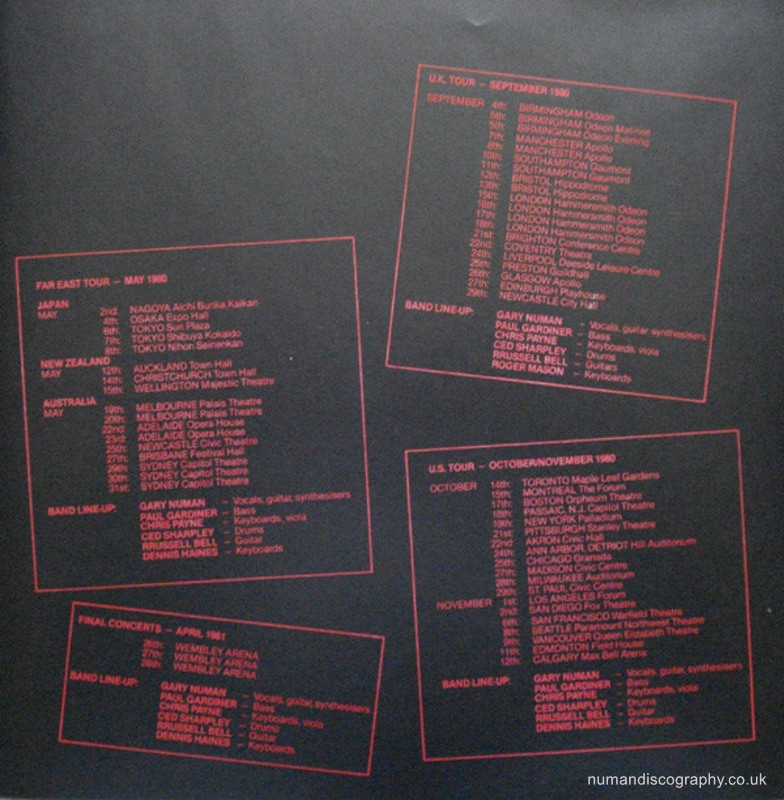 U.K. TOUR – SEPTEMBER 1980
SEPTEMBER 4th: BIRMINGHAM Odeon
5th: BIRMINGHAM Odeon Matinee
5th: BIRMINGHAM Odeon Evening
7th: MANCHESTER Apollo
8th: MANCHESTER Apollo
10th: SOUTHAMPTON Gaumont
11th: SOUTHAMPTON Gaumont
12th: BRISTOL Hippodrome
13th: BRISTOL Hippodrome
15th: LONDON Hammersmith Odeon
16th: LONDON Hammersmith Odeon
17th: LONDON Hammersmith Odeon
18th: LONDON Hammersmith Odeon
21st: BRIGHTON Conference Centre
22nd: COVENTRY Theatre
24th: LIVERPOOL Deeside Leisure Centre
25th: PRESTON Guildhall
26th: GLASGOW Apollo
27th: EDINBURGH Playhouse
29th: NEWCASTLE City Hall
BAND LINE-UP:
GARY NUMAN – Vocals, guitar, synthesisers
PAUL GARDINER – Bass
CHRIS PAYNE – Keyboards, viola
CED SHARPLEY – Drums
RRUSSELL BELL – Guitars
ROGER MASON – Keyboards
FAR EAST TOUR – MAY 1980
JAPAN
MAY 2nd: NAGOYA Aichi Bunka Kaikan
4th: OSAKA Expo Hall
6th: TOKYO Sun Plaza
7th: TOKYO Shibuya Kokaido
8th: TOKYO Nihon Seinenkan
NEW ZEALAND
MAY 12th: AUCKLAND Town Hall
14th: CHRISTCHURCH Town Hall
15th: WELLINGTON Majestic Theatre
AUSTRALIA
MAY 19th: MELBOURNE Palais Theatre
20th: MELBOURNE Palais Theatre
22nd: ADELAIDE Opera House
23rd: ADELAIDE Opera House
25th: NEWCASTLE Civic Theatre
27th: BRISBANE Festival Hall
29th: SYDNEY Capitol Theatre
30th: SYDNEY Capitol Theatre
31st: SYDNEY Capitol Theatre
BAND LINE-UP: GARY NUMAN – Vocals, guitar, synthesisers
PAUL GARDINER – Bass
CHRIS PAYNE – Keyboards, viola
CED SHARPLEY – Drums
RRUSSELL BELL – Guitar
DENNIS HAINES – Keyboards
U.S. TOUR – OCTOBER/NOVEMBER 1980
OCTOBER 14th: TORONTO Maple Leaf Gardens
15th: MONTREAL The Forum
17th: BOSTON Orpheum Theatre
18th: PASSAIC, N.J. Capitol Theatre
19th: NEW YORK Palladium
21st: PITTSBURGH Stanley Theatre
22nd: AKRON Civic Hall
24th: ANN ARBOR, DETRIOT Hill Auditorium
25th: CHICAGO Granada
27th: MADISON Civic Centre
28th: MILWAUKEE Auditorium
29th: ST. PAUL Civic Centre
NOVEMBER 1st: LOS ANGELES Forum
2nd: SAN DIEGO Fox Theatre
SAN FRANCISCO Warfield Theatre
SEATTLE Paramount Northwest Theatre
VANCOUVER Queen Elizabeth Theatre
11th: EDMONTON Field House
12th: CALGARY Max Bell Arena
BAND LINE-UP: GARY NUMAN – Vocals, guitar, synthesisers
PAUL GARDINER – Bass
CHRIS PAYNE – Keyboards, viola
CED SHARPLEY – Drums
RRUSSELL BELL – Guitar
DENNIS HAINES – Keyboards
FINAL CONCERTS – APRIL 1981
26th: WEMBLEY ARENA
27th: WEMBLEY ARENA
28th: WEMBLEY ARENA
BAND LINE-UP: GARY NUMAN – Vocals, guitar, synthesisers
PAUL GARDINER – Bass
CHRIS PAYNE – Keyboards, viola
CED SHARPLEY – Drums
RRUSSELL BELL – Guitar
DENNIS HAINES – Keyboards
numandiscography.co.uk